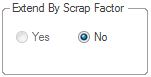 Extend By Scrap Factor
Yes No